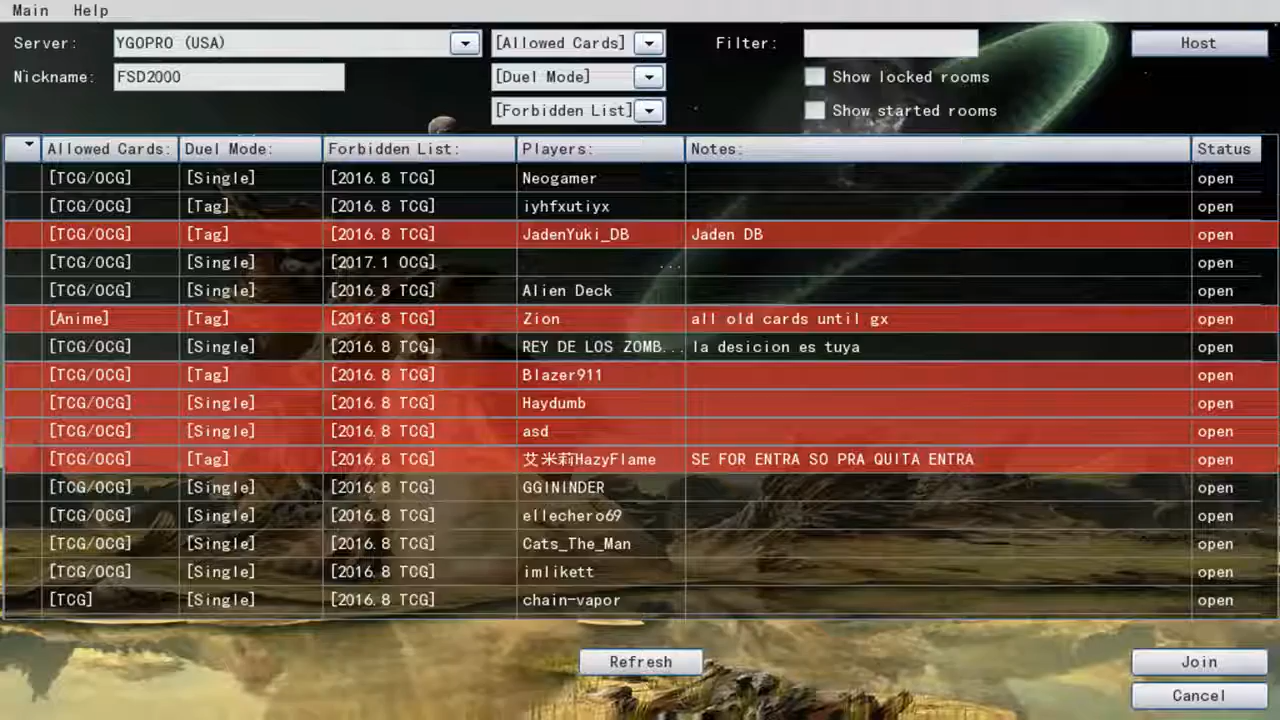 Main Help
Server: YGOPRO (USA) [Allowed Cards] Filter: Host
Nickname: FSD2000 [Duel Mode] Show locked rooms
[Forbidden List] Show started rooms
Allowed Cards: Duel Mode: Forbidden List: Players: Notes: Status
[TCG/OCG] [Single] [2016.8 TCG] Neogamer open
[TCG/OCG] [Tag] [2016.8 TCG] iyhfxutiyx open
[TCG/OCG] [Tag] [2016.8 TCG] JadenYuki_DB Jaden DB open
[TCG/OCG] [Single] [2017.1 OCG] ... open
[TCG/OCG] [Single] [2016.8 TCG] Alien Deck open
[Anime] [Tag] [2016.8 TCG] Zion all old cards until gx open
[TCG/OCG] [Single] [2016.8 TCG] REY DE LOS ZOMB... la desicion es tuya open
[TCG/OCG] [Tag] [2016.8 TCG] Blazer911 open
[TCG/OCG] [Single] [2016.8 TCG] Haydumb open
[TCG/OCG] [Single] [2016.8 TCG] asd open
[TCG/OCG] [Tag] [2016.8 TCG] 艾米莉HazyFlame SE FOR ENTRA SO PRA QUITA ENTRA open
[TCG/OCG] [Single] [2016.8 TCG] GGININDER open
[TCG/OCG] [Single] [2016.8 TCG] ellechero69 open
[TCG/OCG] [Single] [2016.8 TCG] Cats_The_Man open
[TCG/OCG] [Single] [2016.8 TCG] imlikett open
[TCG] [Single] [2016.8 TCG] chain-vapor open
Refresh Join
Cancel